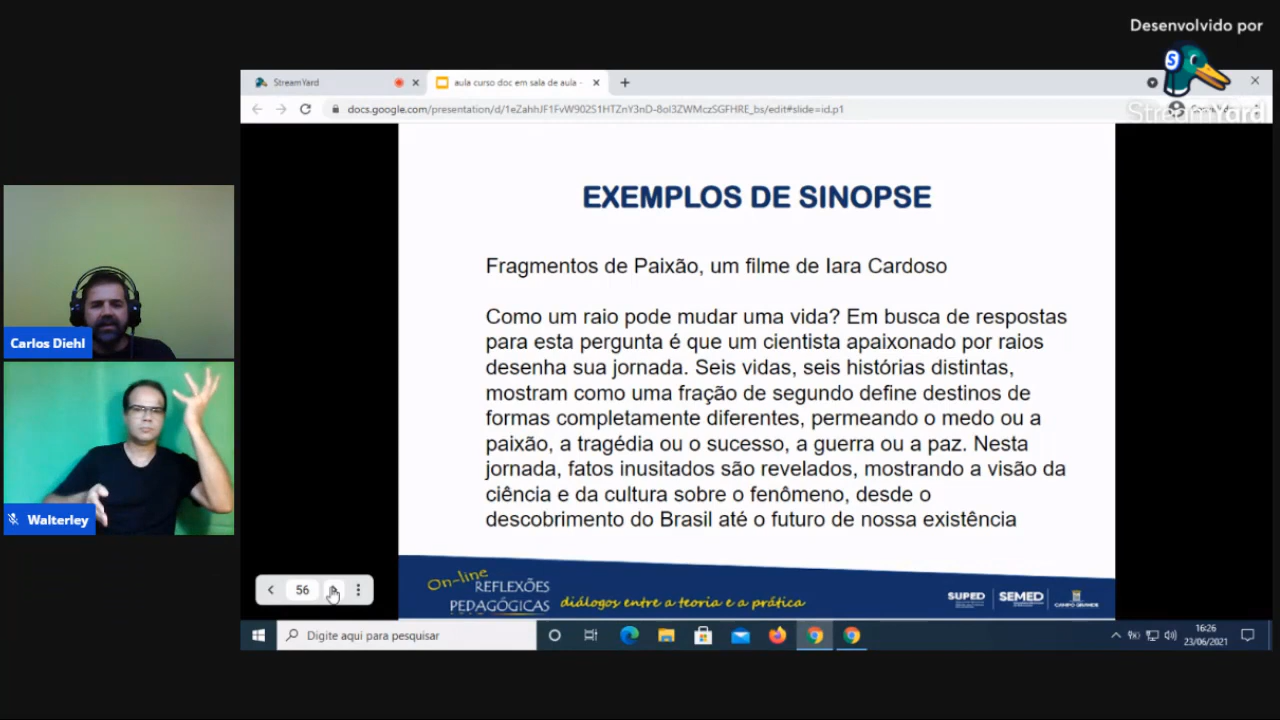 Desenvolvido por
StreamYard
StreamYard
aula curso doc em sala de aula -
docs.google.com/presentation/d/1eZahhJF1FvW902S1HTZnY3nD-8oI3ZWMczSGFHRE_bs/edit#slide=id.p1
EXEMPLOS DE SINOPSE
Fragmentos de Paixão, um filme de Iara Cardoso
Como um raio pode mudar uma vida? Em busca de respostas
para esta pergunta é que um cientista apaixonado por raios
desenha sua jornada. Seis vidas, seis histórias distintas,
mostram como uma fração de segundo define destinos de
formas completamente diferentes, permeando o medo ou a
paixão, a tragédia ou o sucesso, a guerra ou a paz. Nesta
jornada, fatos inusitados são revelados, mostrando a visão da
ciência e da cultura sobre o fenômeno, desde o
descobrimento do Brasil até o futuro de nossa existência
Carlos Diehl
Walterley
56
On-line
REFLEXÕES
PEDAGÓGICAS
diálogos entre a teoria e a prática
SUPED
SEMED
CAMPO GRANDE
Digite aqui para pesquisar
16:26
23/06/2021